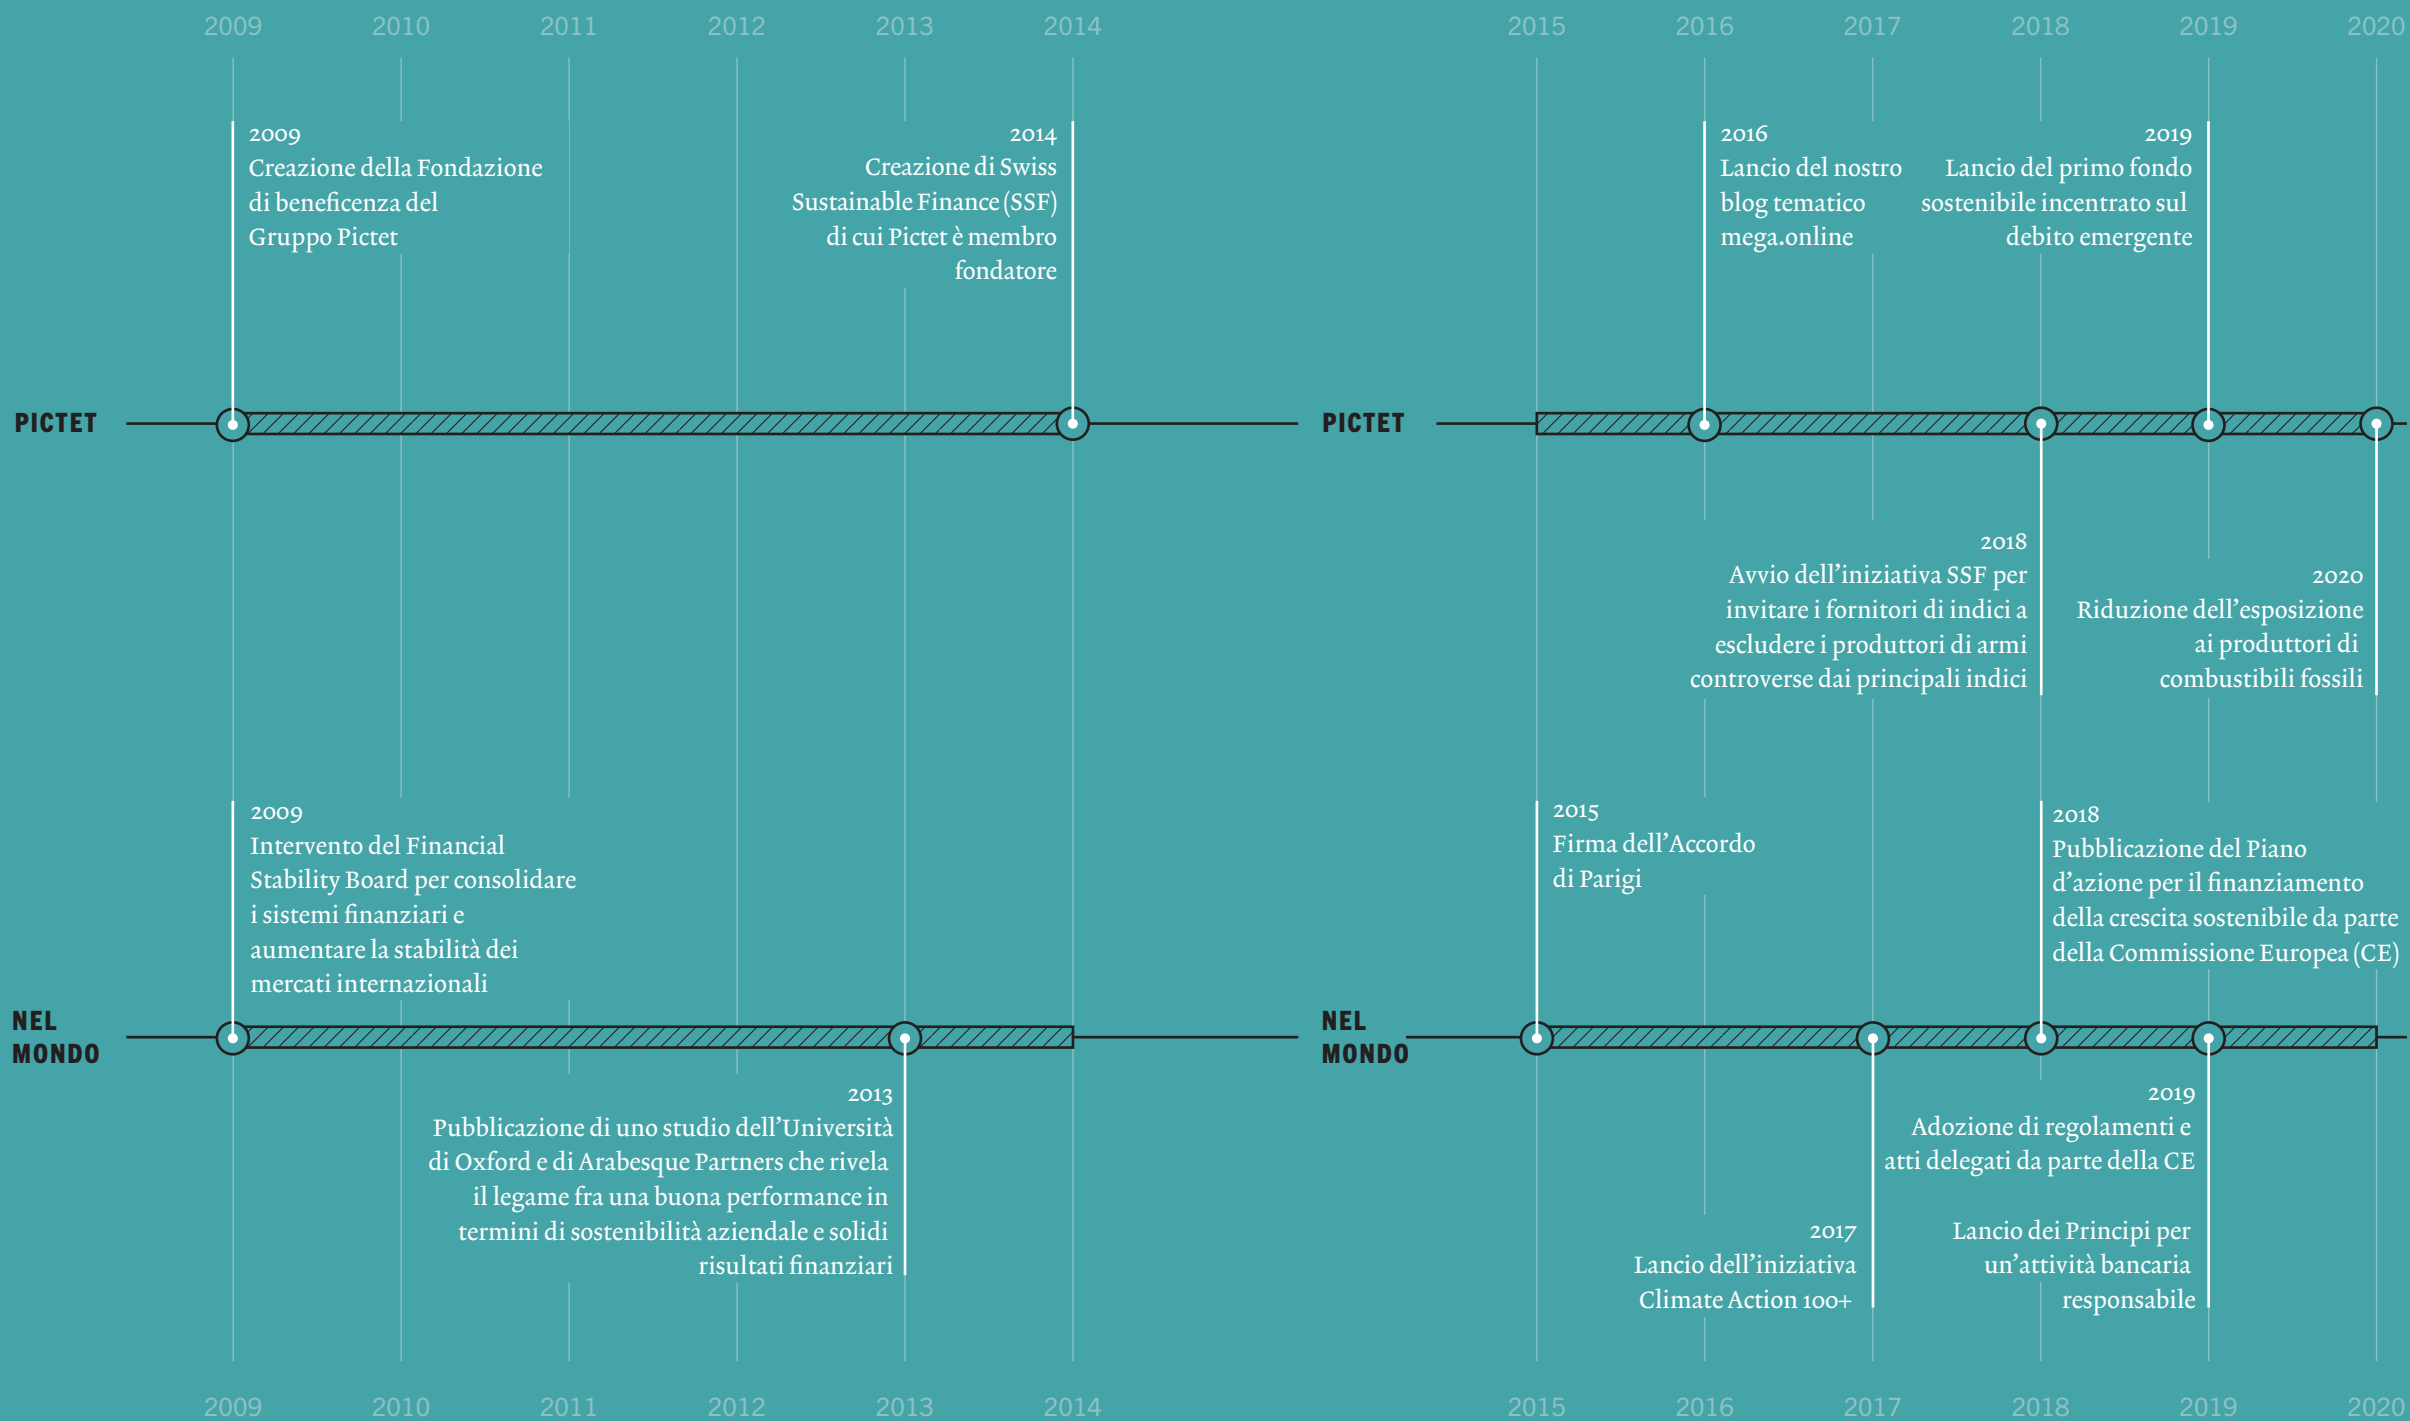 2009 2010 2011 2012 2013 2014 2015 2016 2017 2018 2019 2020
2009
Creazione della Fondazione
di beneficenza del
Gruppo Pictet
2014
Creazione di Swiss
Sustainable Finance (SSF)
di cui Pictet è membro
fondatore
2016
Lancio del nostro
blog tematico
mega.online
2019
Lancio del primo fondo
sostenibile incentrato sul
debito emergente
PICTET
PICTET
2018
Avvio dell’iniziativa SSF per
invitare i fornitori di indici a
escludere i produttori di armi
controverse dai principali indici
2020
Riduzione dell’esposizione
ai produttori di
combustibili fossili
2009
Intervento del Financial
Stability Board per consolidare
i sistemi finanziari e
aumentare la stabilità dei
mercati internazionali
2015
Firma dell’Accordo
di Parigi
2018
Pubblicazione del Piano
d’azione per il finanziamento
della crescita sostenibile da parte
della Commissione Europea (CE)
NEL
MONDO
NEL
MONDO
2013
Pubblicazione di uno studio dell’Università
di Oxford e di Arabesque Partners che rivela
il legame fra una buona performance in
termini di sostenibilità aziendale e solidi
risultati finanziari
2017
Lancio dell’iniziativa
Climate Action 100+
2019
Adozione di regolamenti e
atti delegati da parte della CE
Lancio dei Principi per
un’attività bancaria
responsabile
2009 2010 2011 2012 2013 2014 2015 2016 2017 2018 2019 2020